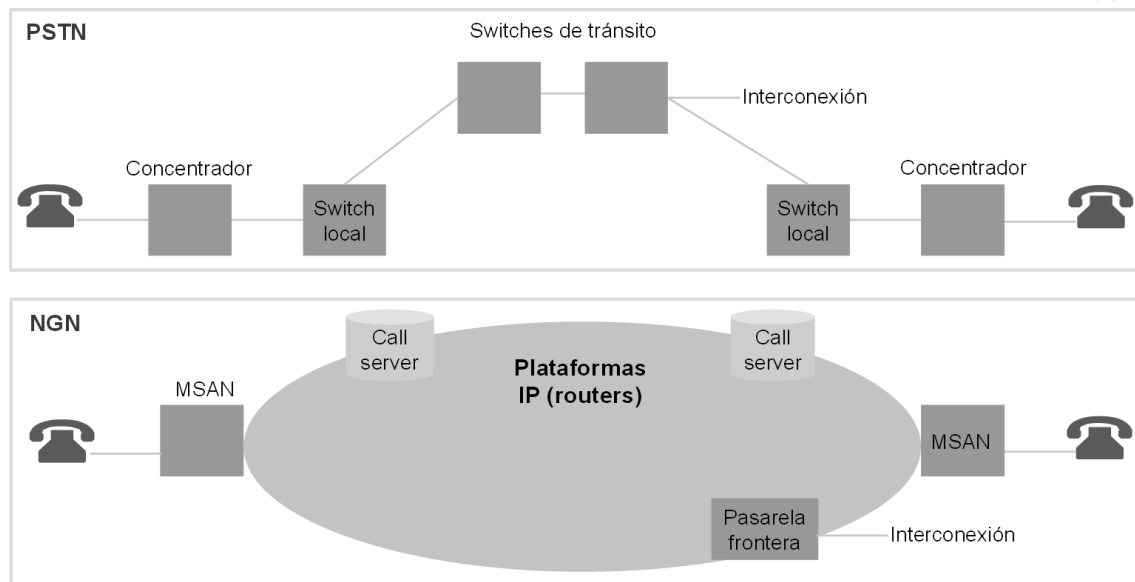 PSTN
Switches de tránsito
Interconexión
Concentrador
Concentrador
Switch
local
Switch
local
NGN
Call
server
Call
server
Plataformas
IP (routers)
MSAN
MSAN
Pasarela
frontera
Interconexión